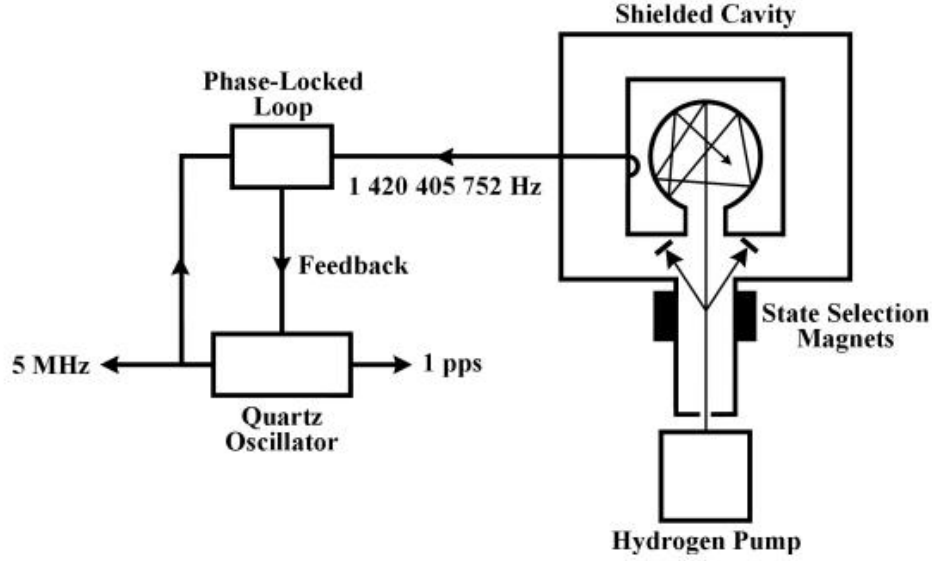 Shielded Cavity
Phase-Locked
Loop
1 420 405 752 Hz
Feedback
State Selection
Magnets
5 MHz
1 pps
Quartz
Oscillator
Hydrogen Pump